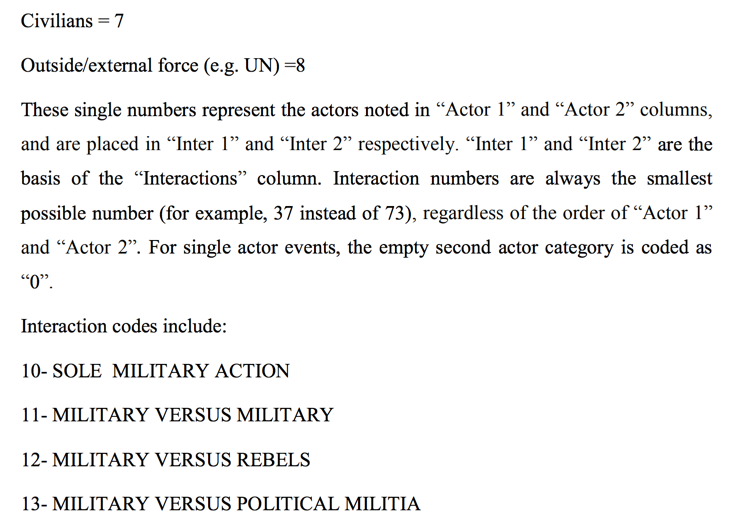 Civilians = 7
Outside/external force (e.g. UN) =8
These single numbers represent the actors noted in “Actor 1” and “Actor 2” columns,
and are placed in “Inter 1” and “Inter 2” respectively. “Inter 1” and “Inter 2” are the
basis of the “Interactions” column. Interaction numbers are always the smallest
possible number (for example, 37 instead of 73), regardless of the order of “Actor 1”
and “Actor 2”. For single actor events, the empty second actor category is coded as
“0”.
Interaction codes include:
10- SOLE  MILITARY ACTION
11- MILITARY VERSUS MILITARY
12- MILITARY VERSUS REBELS
13- MILITARY VERSUS POLITICAL MILITIA